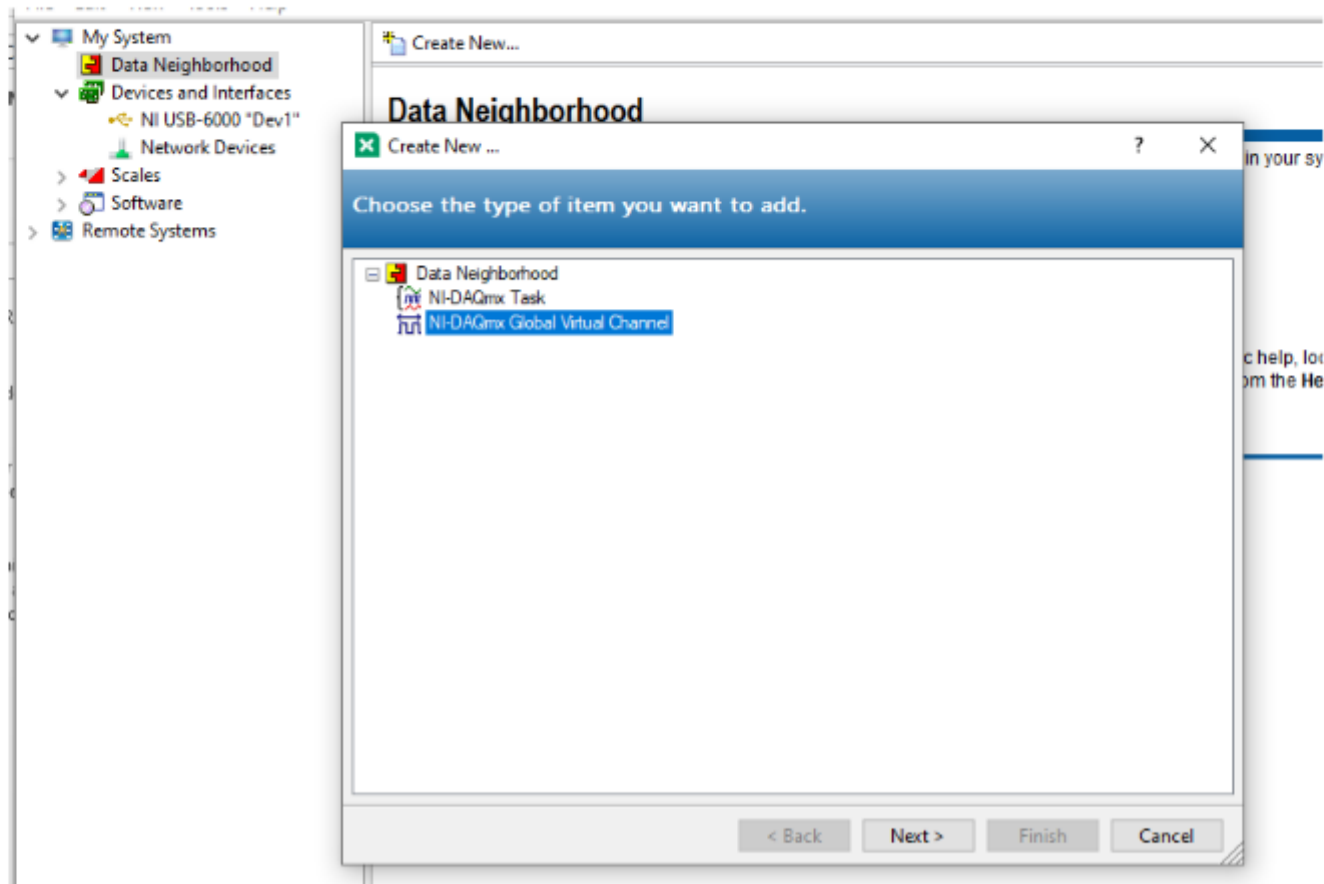 My System
Data Neighborhood
Devices and Interfaces
NI USB-6000 "Dev1"
Network Devices
Scales
Software
Remote Systems
Create New...
Data Neighborhood
in your sy
Create New ...
?
Choose the type of item you want to add.
Data Neighborhood
NI-DAQmx Task
NI-DAQmx Global Virtual Channel
c help, loc
om the He
< Back
Next >
Finish
Cancel